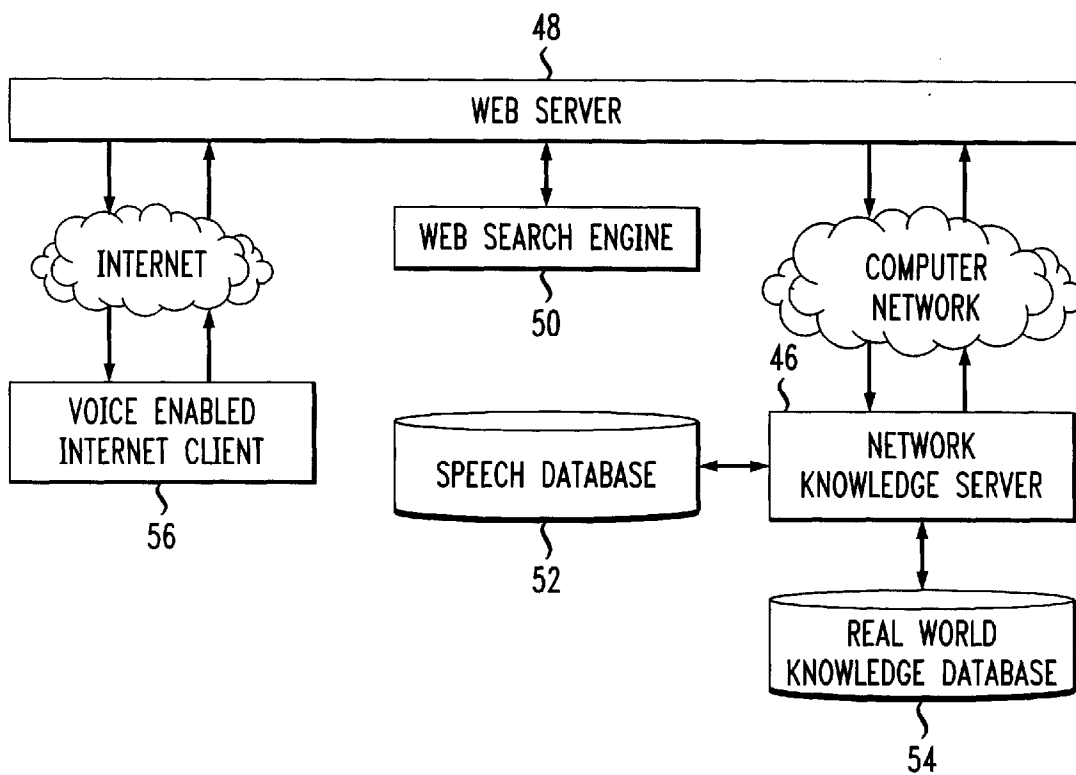 48
WEB SERVER
INTERNET
WEB SEARCH ENGINE
50
COMPUTER
NETWORK
VOICE ENABLED
INTERNET CLIENT
56
SPEECH DATABASE
52
46
NETWORK
KNOWLEDGE SERVER
REAL WORLD
KNOWLEDGE DATABASE
54